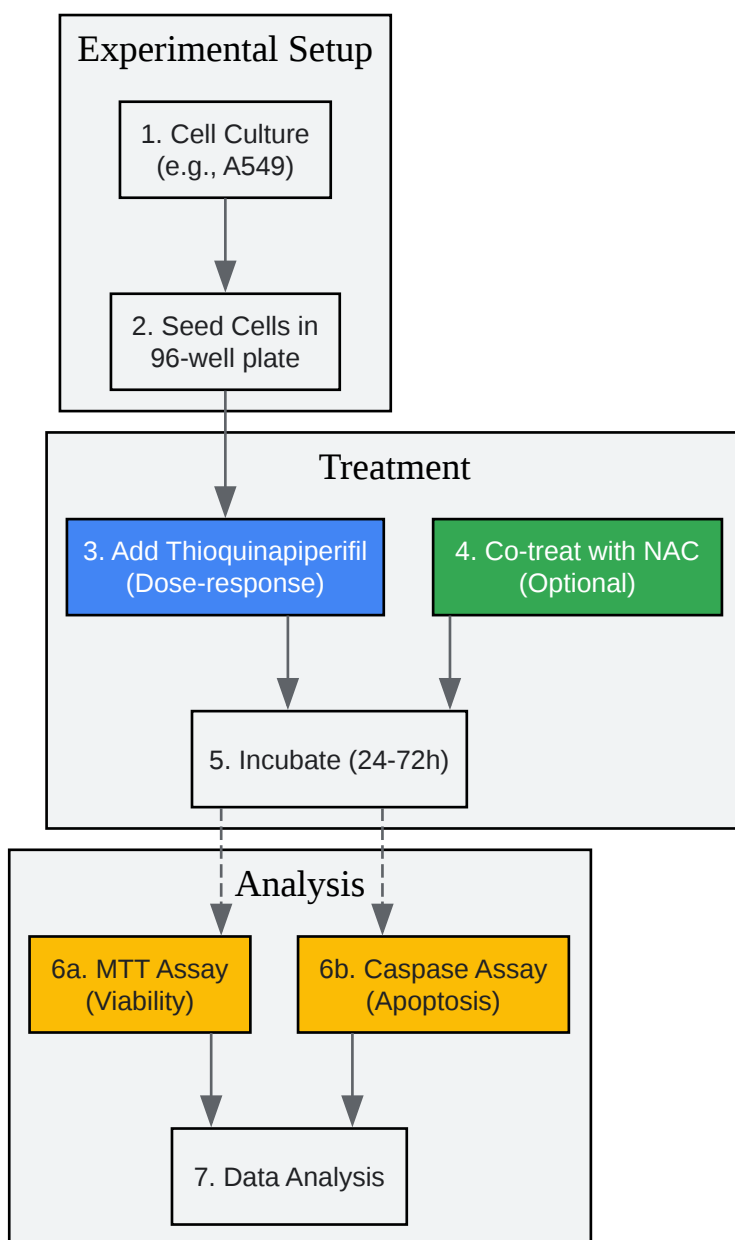 Experimental Setup
1. Cell Culture
(e.g., A549)
2. Seed Cells in
96-well plate
Treatment
3. Add Thioquinapiperifil
(Dose-response)
4. Co-treat with NAC
(Optional)
5. Incubate (24-72h)
Analysis
6a. MTT Assay
(Viability)
6b. Caspase Assay
(Apoptosis)
7. Data Analysis